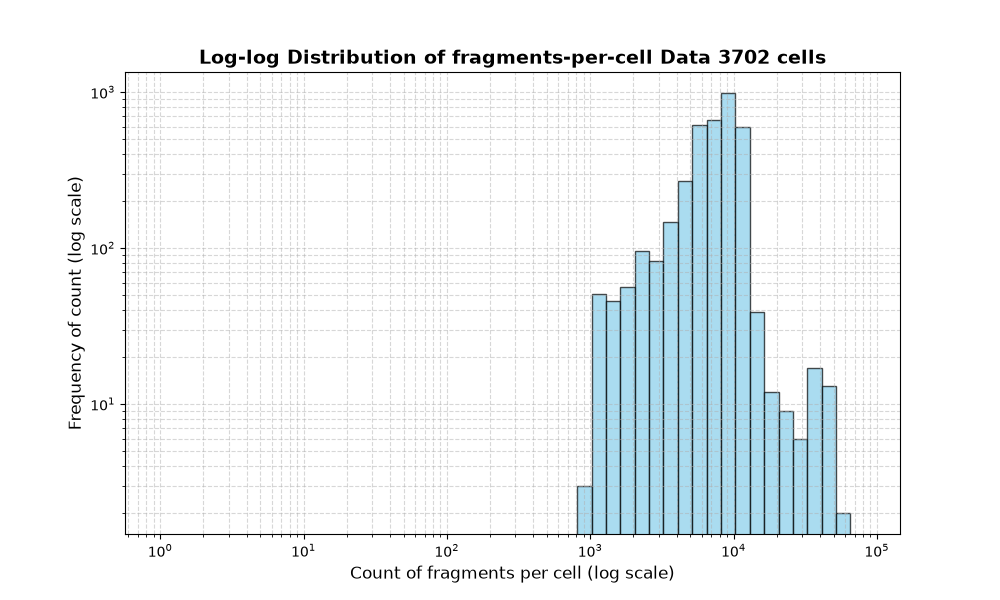 Log-log Distribution of fragments-per-cell Data 3702 cells
Frequency of count (log scale)
10³
10²
10¹
10⁰ 10¹ 10² 10³ 10⁴ 10⁵
Count of fragments per cell (log scale)